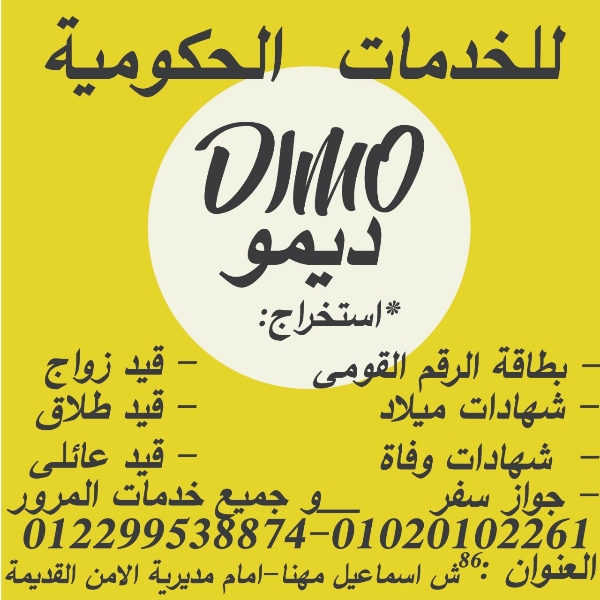 للخدمات الحكومية
DIMO
ديمو
*استخراج:
- بطاقة الرقم القومى
- قيد زواج
- شهادات ميلاد
- قيد طلاق
- شهادات وفاة
- قيد عائلى
- جواز سفر __و جميع خدمات المرور
012299538874-01020102261
العنوان :86ش اسماعيل مهنا-امام مديرية الامن القديمة